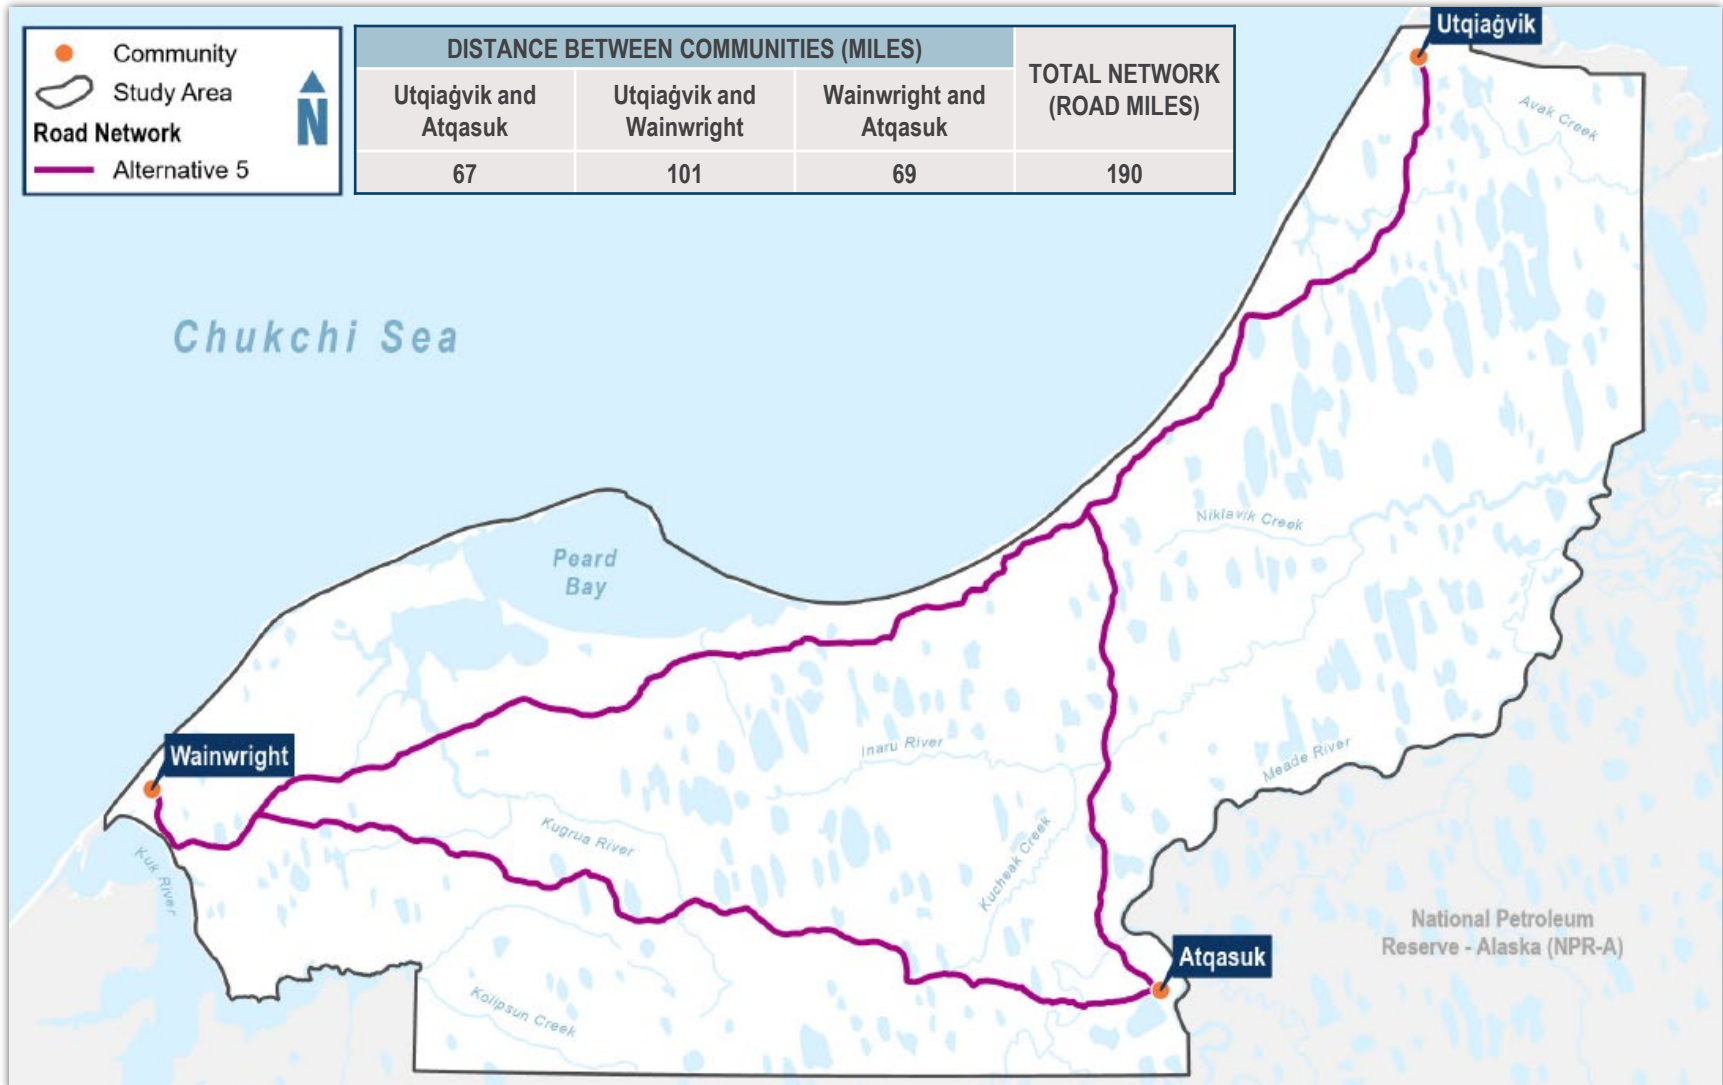 Community
Study Area
Road Network
Alternative 5
N
DISTANCE BETWEEN COMMUNITIES (MILES)
TOTAL NETWORK
(ROAD MILES)
Utqiaġvik and
Atqasuk
Utqiaġvik and
Wainwright
Wainwright and
Atqasuk
67
101
69
190
Utqiaġvik
Avak Creek
Chukchi Sea
Niklavik Creek
Peard
Bay
Wainwright
Inaru River
Meade River
Kugrua River
Kucheak Creek
Kuk River
National Petroleum
Reserve - Alaska (NPR-A)
Atqasuk
Kolipsun Creek